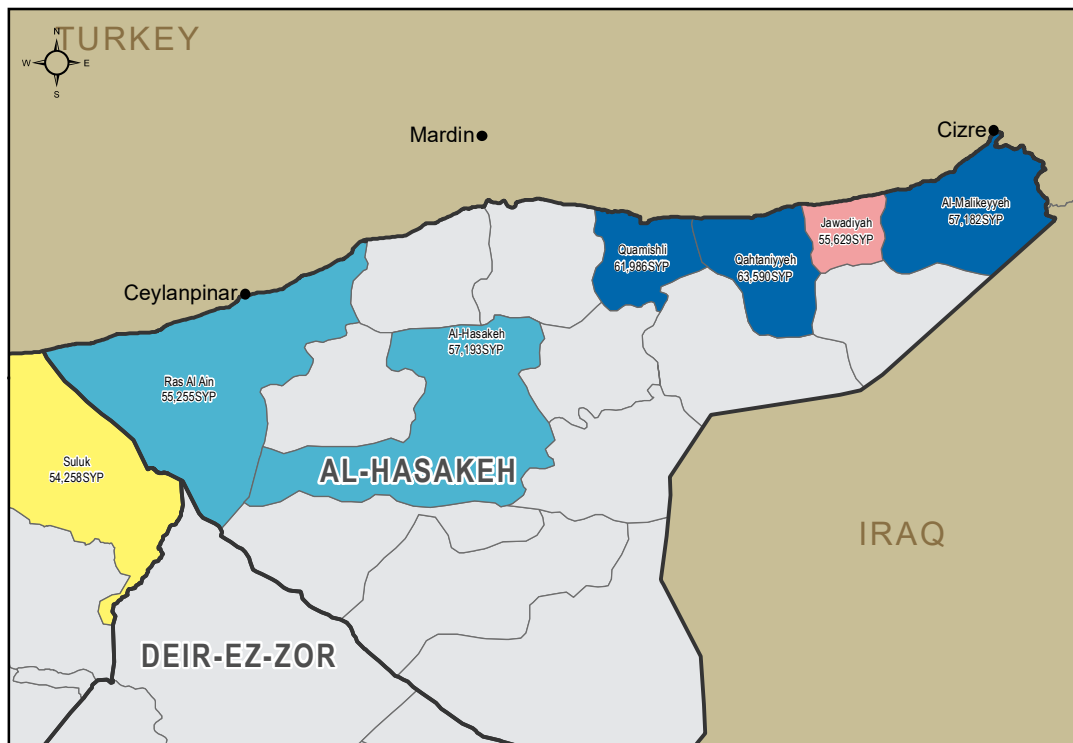 TURKEY
N
W
E
S
Mardin
Cizre
Al-Malikeyyeh
57,182SYP
Jawadiyah
55,629SYP
Quamishli
61,986SYP
Qahtaniyyeh
63,590SYP
Ceylanpinar
Al-Hasakeh
57,193SYP
Ras Al Ain
55,255SYP
Suluk
54,258SYP
AL-HASAKEH
IRAQ
DEIR-EZ-ZOR